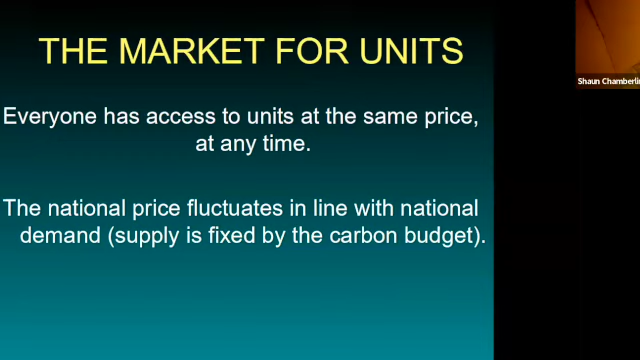 THE MARKET FOR UNITS
Everyone has access to units at the same price,
at any time.
The national price fluctuates in line with national
demand (supply is fixed by the carbon budget).
Shaun Chamberlin